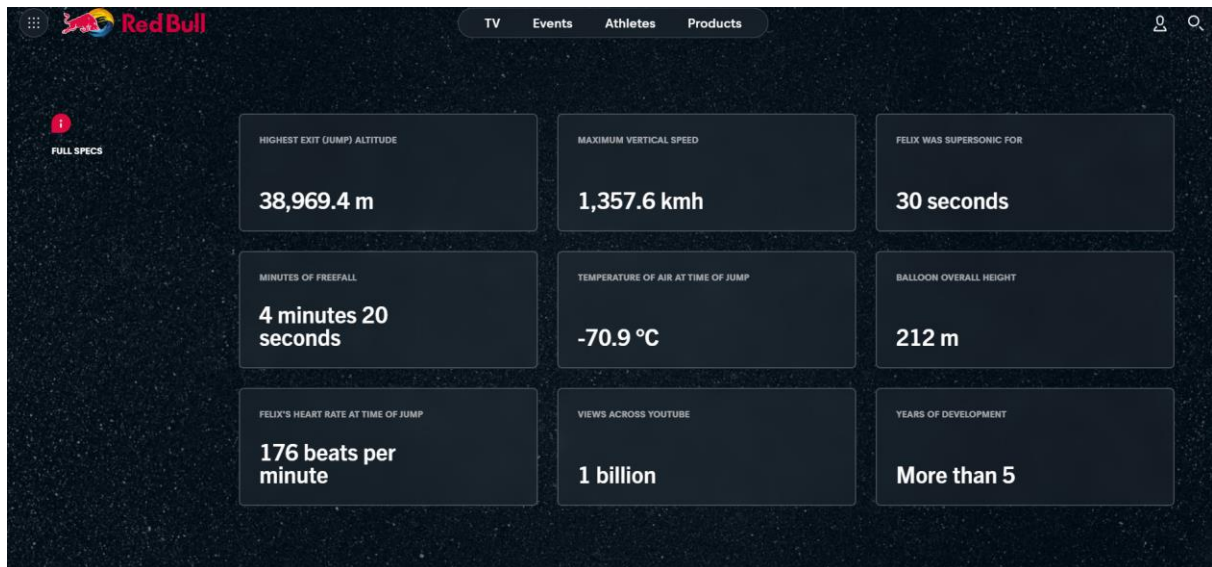 Red Bull
TV Events Athletes Products
i
FULL SPECS
HIGHEST EXIT (JUMP) ALTITUDE
38,969.4 m
MAXIMUM VERTICAL SPEED
1,357.6 kmh
FELIX WAS SUPERSONIC FOR
30 seconds
MINUTES OF FREEFALL
4 minutes 20
seconds
TEMPERATURE OF AIR AT TIME OF JUMP
-70.9 °C
BALLOON OVERALL HEIGHT
212 m
FELIX'S HEART RATE AT TIME OF JUMP
176 beats per
minute
VIEWS ACROSS YOUTUBE
1 billion
YEARS OF DEVELOPMENT
More than 5